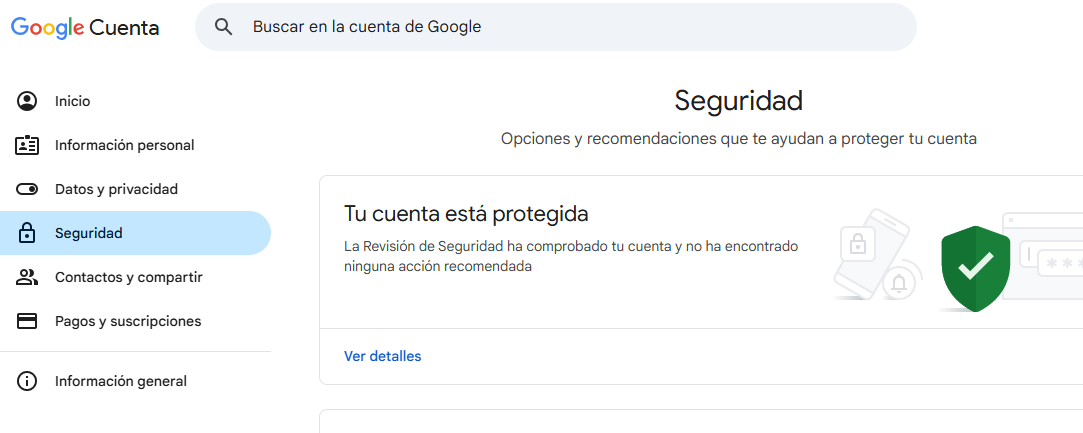 Google Cuenta
Buscar en la cuenta de Google
Inicio
Información personal
Datos y privacidad
Seguridad
Contactos y compartir
Pagos y suscripciones
Información general
Seguridad
Opciones y recomendaciones que te ayudan a proteger tu cuenta
Tu cuenta está protegida
La Revisión de Seguridad ha comprobado tu cuenta y no ha encontrado
ninguna acción recomendada
Ver detalles